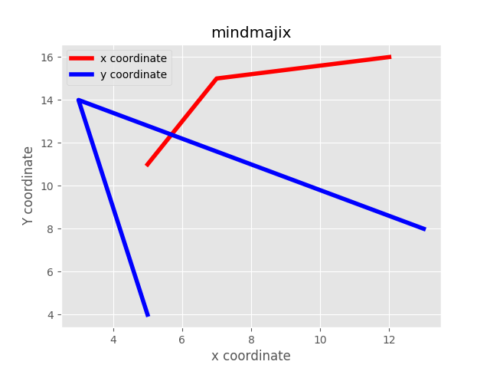 mindmajix
x coordinate
y coordinate
16
14
12
10
8
6
4
Y coordinate
4
6
8
10
12
x coordinate